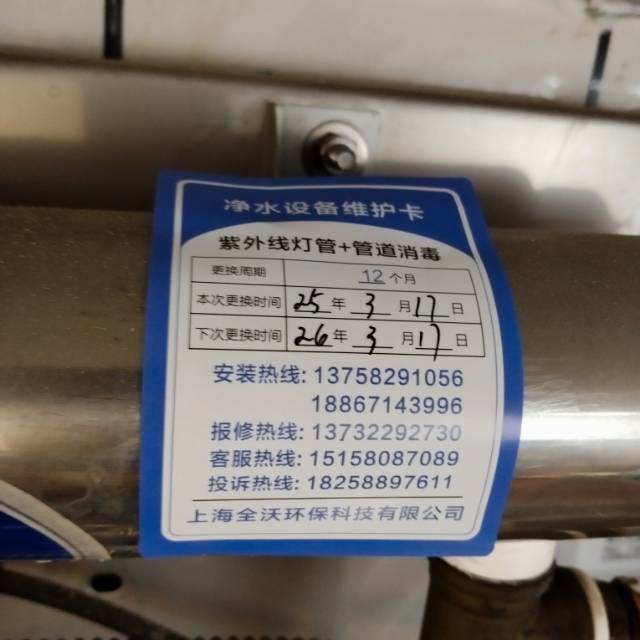 净水设备维护卡
紫外线灯管+管道消毒
更换周期 12个月
本次更换时间 25年 3 月17日
下次更换时间 26年 3 月17日
安装热线: 13758291056
18867143996
报修热线: 13732292730
客服热线: 15158087089
投诉热线: 18258897611
上海全沃环保科技有限公司